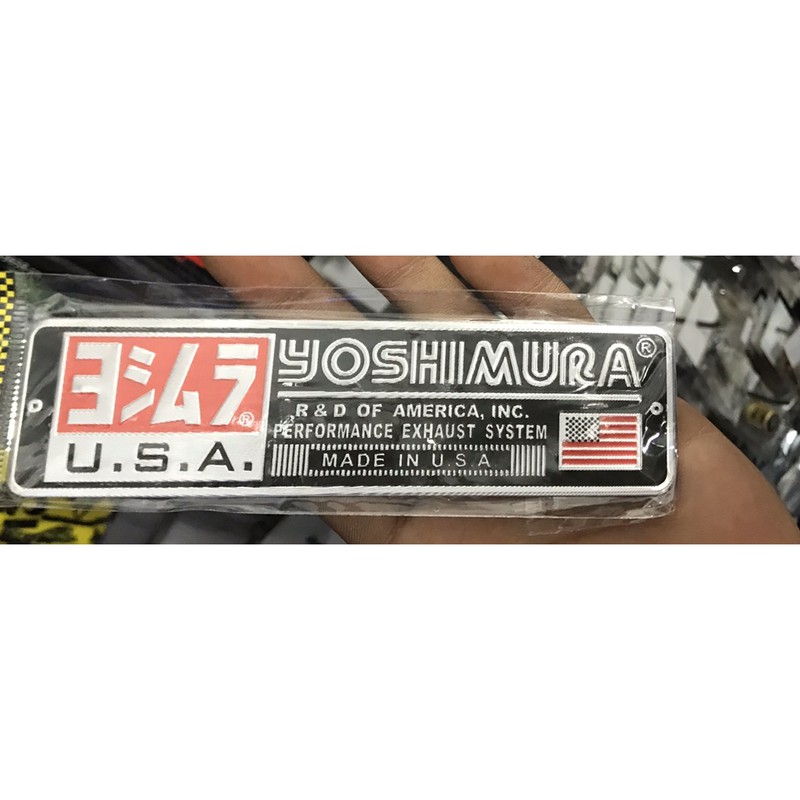 ヨシムラ®
U.S.A.
YOSHIMURA®
R & D OF AMERICA, INC.
PERFORMANCE EXHAUST SYSTEM
MADE IN U.S.A